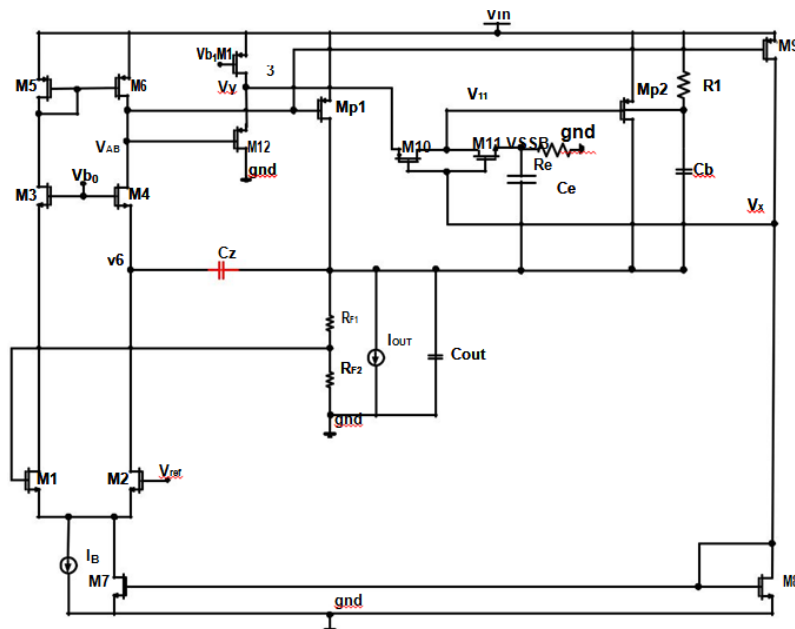 Vin
Vb1 M1
3
M9
M5
M6
Vy
Mp1
V11
Mp2
R1
VAB
M12
gnd
M10
M11
VSSB
gnd
Re
Ce
Cb
Vb0
M3
M4
Vx
v6
Cz
RF1
IOUT
RF2
Cout
gnd
M1
M2
Vref
IB
M7
gnd
M8